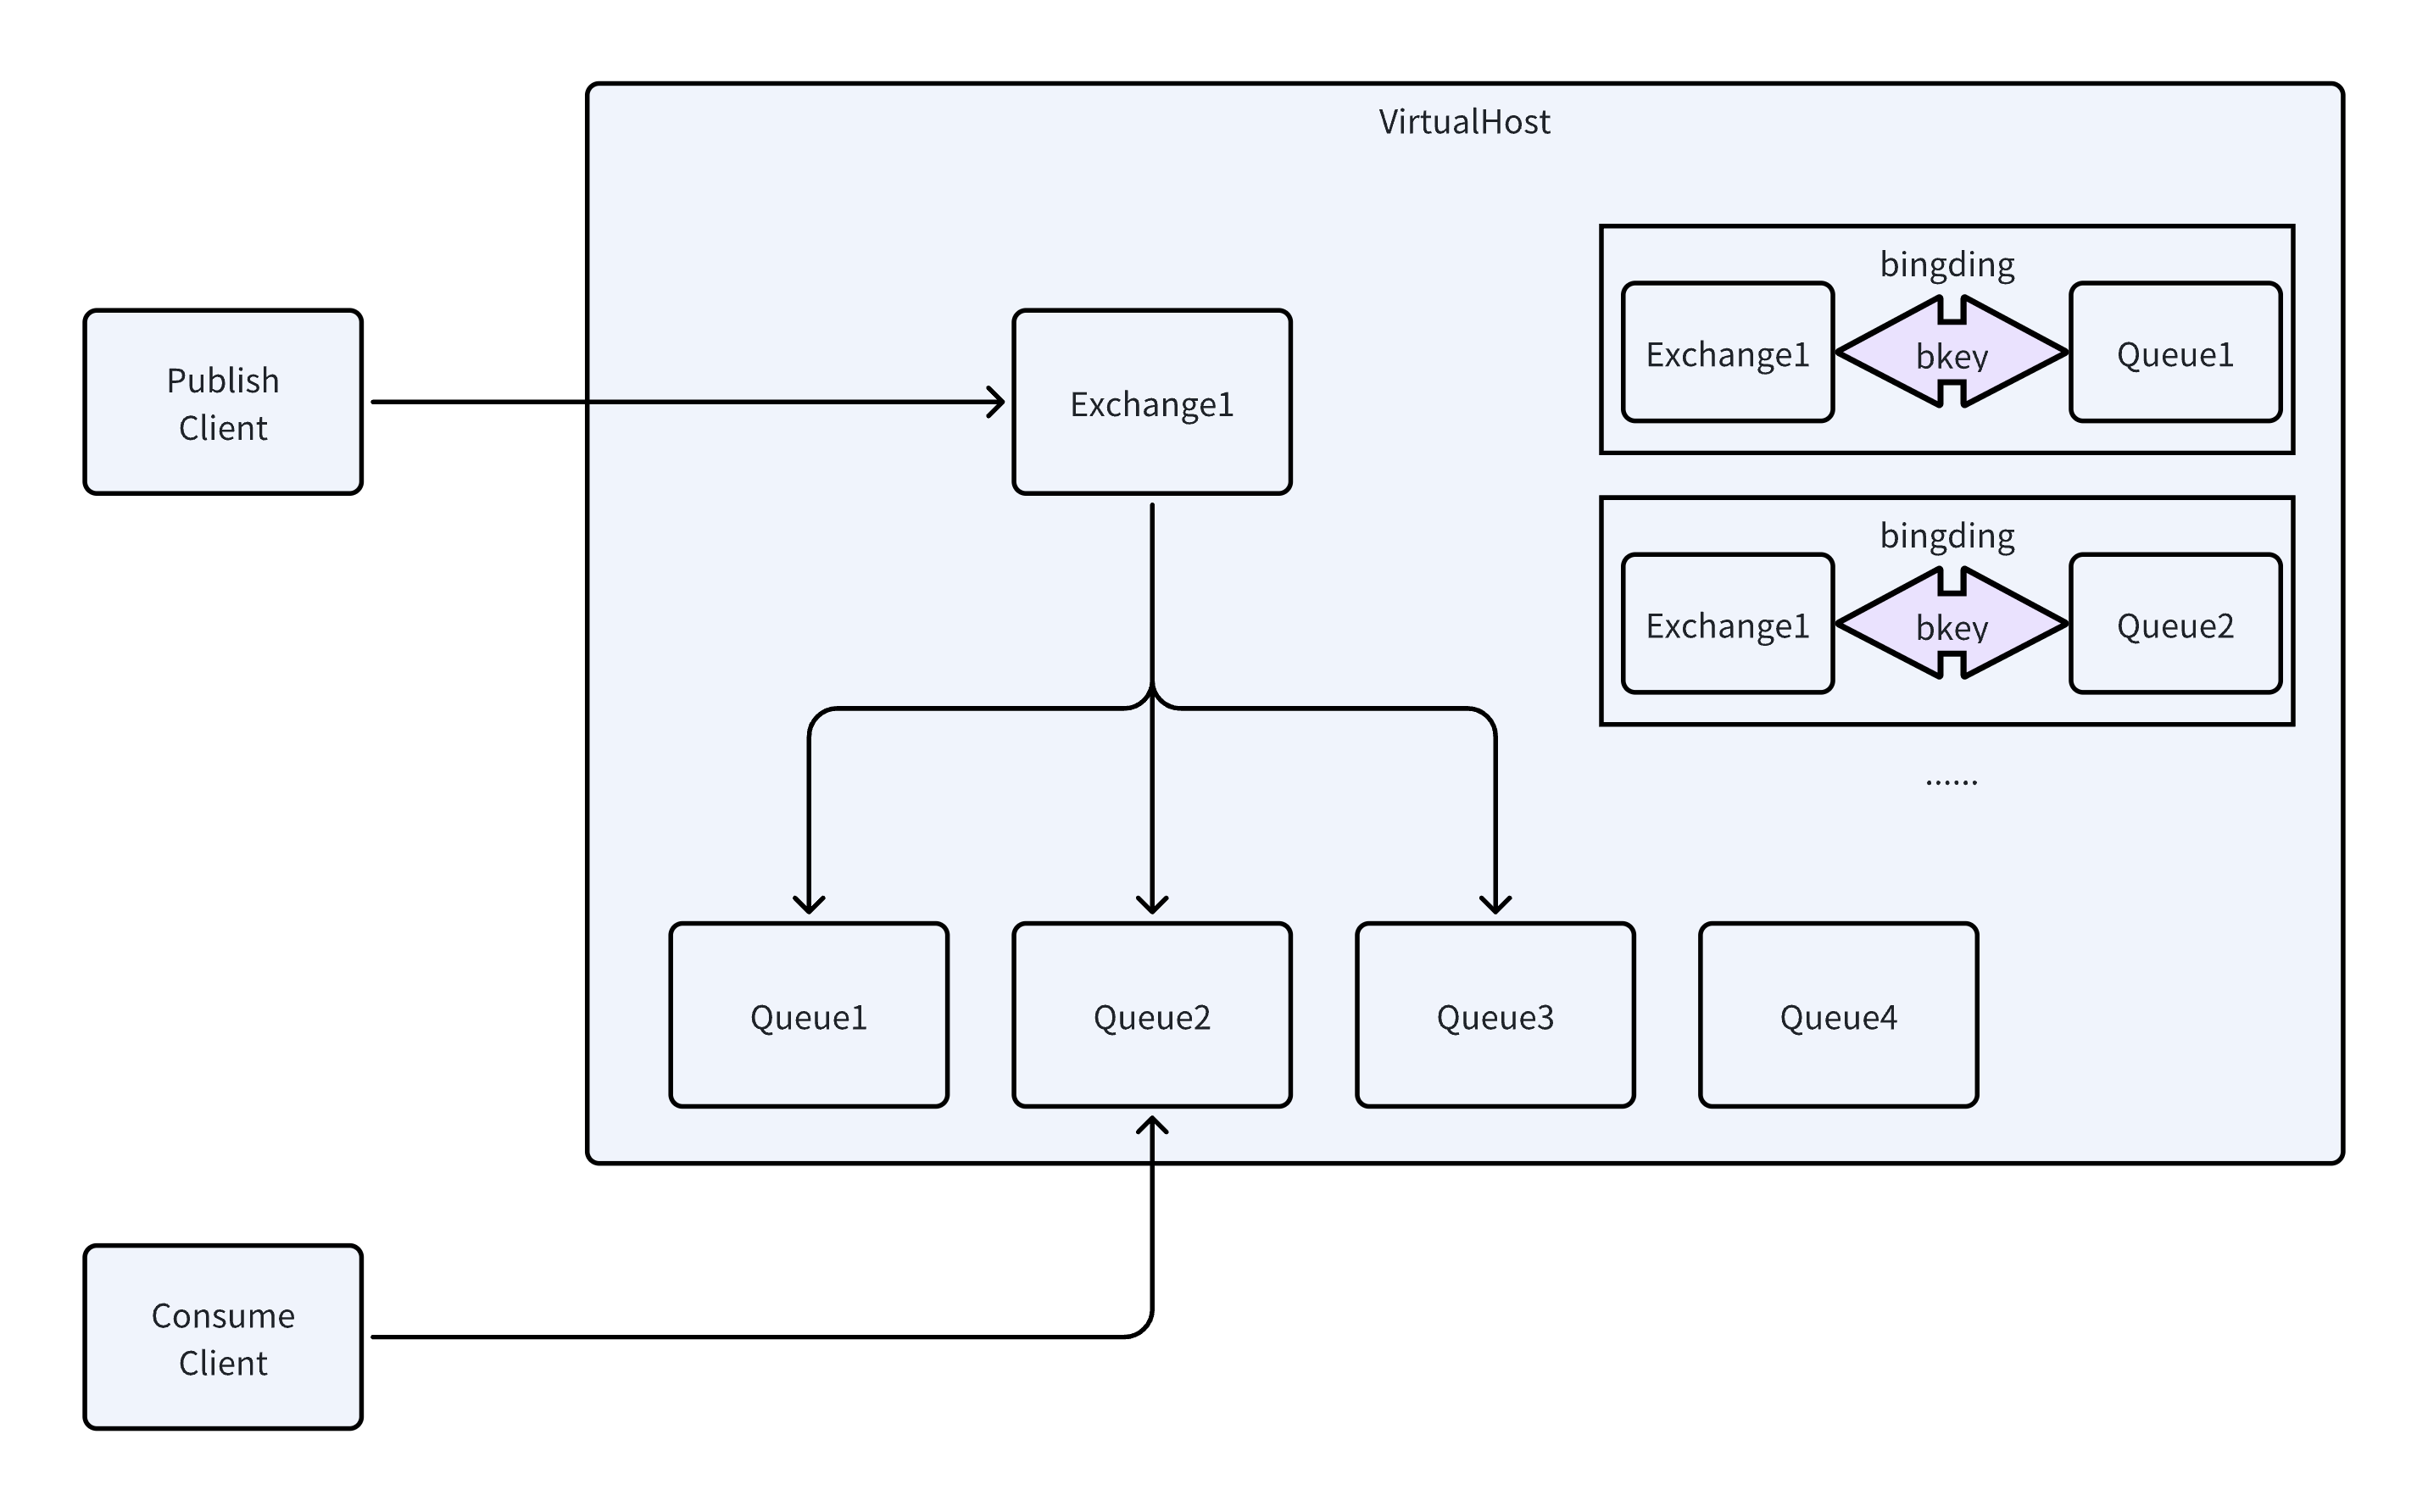 VirtualHost
bingding
Exchange1
bkey
Queue1
Publish
Client
Exchange1
bingding
Exchange1
bkey
Queue2
......
Queue1
Queue2
Queue3
Queue4
Consume
Client